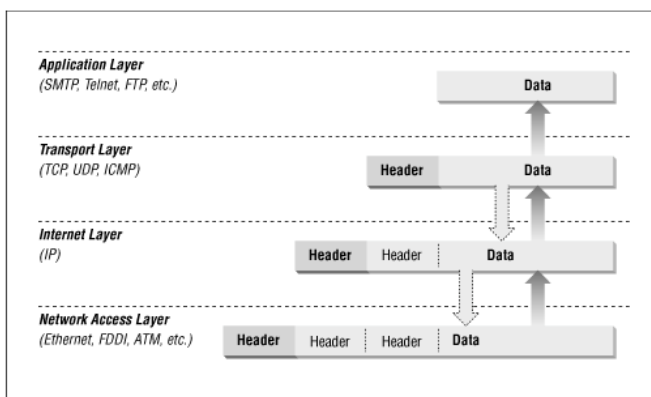 Application Layer
(SMTP, Telnet, FTP, etc.)
Data
Transport Layer
(TCP, UDP, ICMP)
Header Data
Internet Layer
(IP)
Header Header Data
Network Access Layer
(Ethernet, FDDI, ATM, etc.)
Header Header Header Data